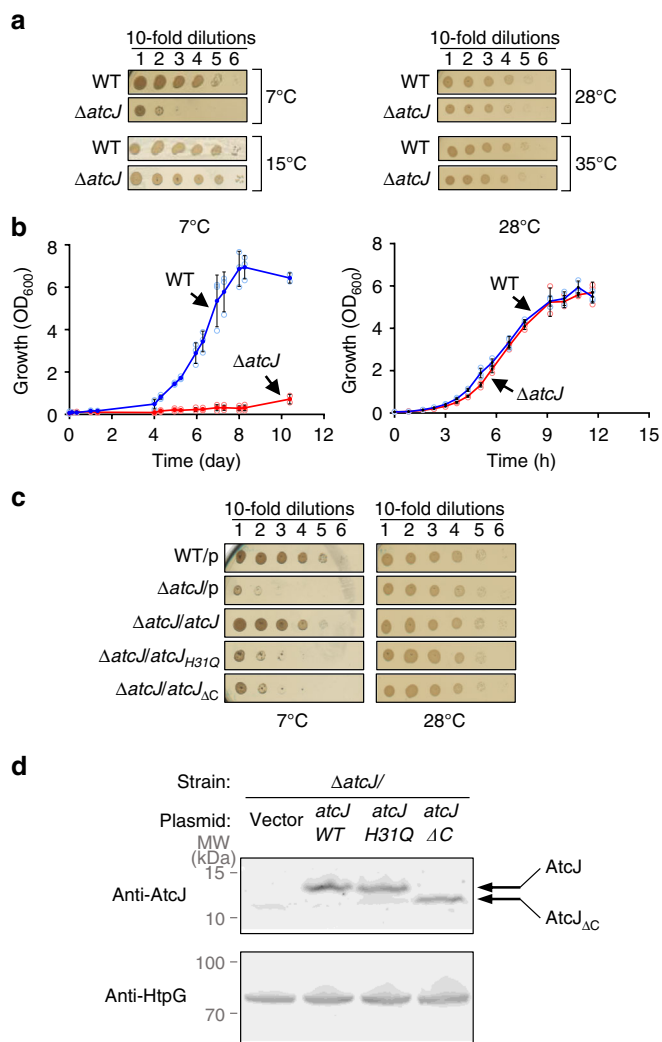 a
10-fold dilutions
1 2 3 4 5 6
WT
ΔatcJ
7°C
WT
ΔatcJ
15°C
10-fold dilutions
1 2 3 4 5 6
WT
ΔatcJ
28°C
WT
ΔatcJ
35°C
b
7°C
Growth (OD600)
8
6
4
2
0
0 2 4 6 8 10 12
Time (day)
WT
ΔatcJ
28°C
Growth (OD600)
8
6
4
2
0
0 3 6 9 12 15
Time (h)
WT
ΔatcJ
c
10-fold dilutions
1 2 3 4 5 6
10-fold dilutions
1 2 3 4 5 6
WT/p
ΔatcJ/p
ΔatcJ/atcJ
ΔatcJ/atcJH31Q
ΔatcJ/atcJΔC
7°C
28°C
d
Strain: ΔatcJ/
Plasmid: Vector atcJ WT atcJ H31Q atcJ ΔC
MW (kDa)
15
10
Anti-AtcJ
AtcJ
AtcJΔC
100
70
Anti-HtpG